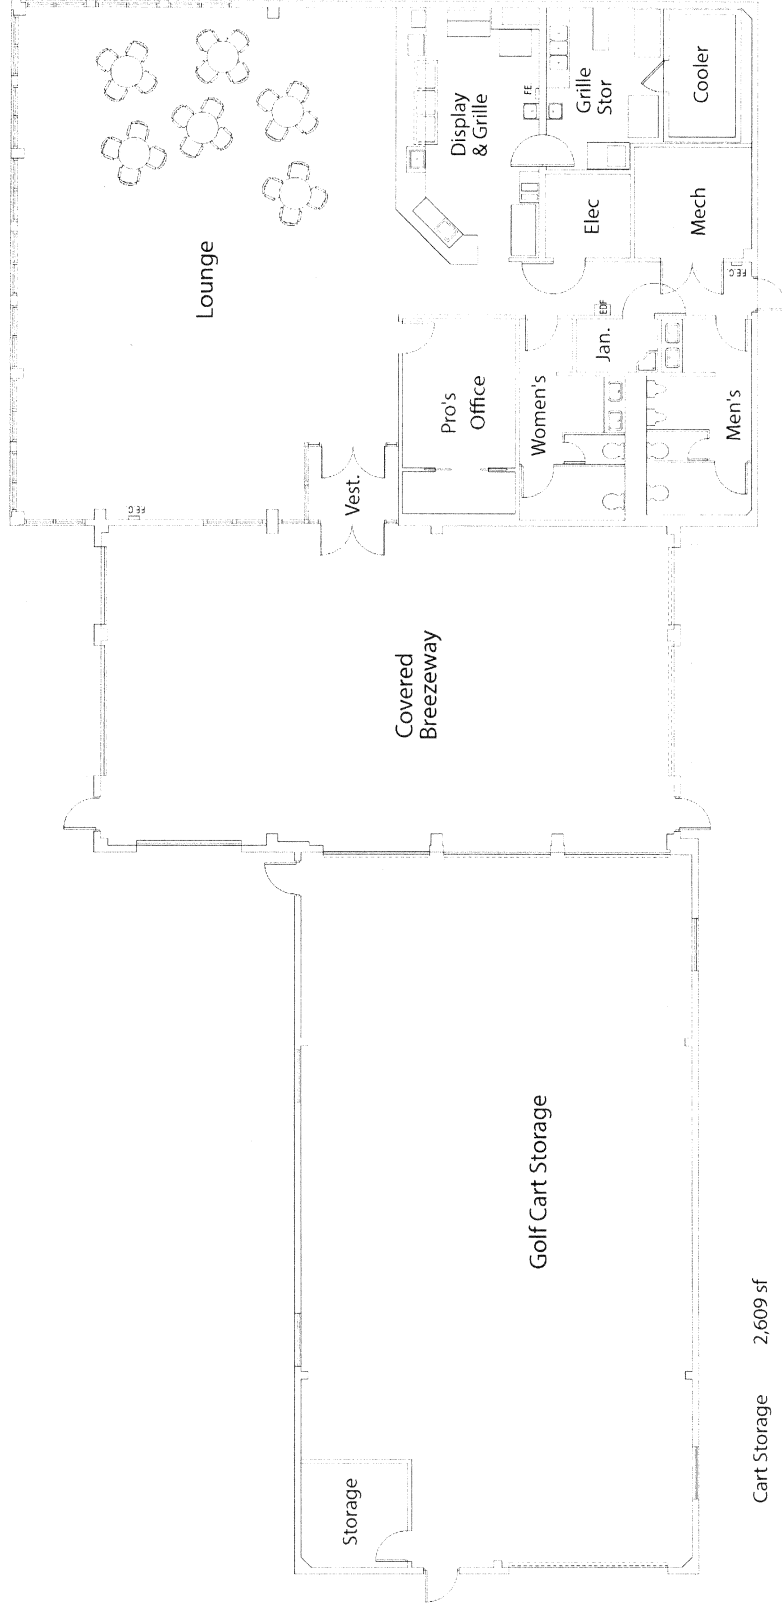 Lounge
Display
& Grille
FE
Grille
Stor
Cooler
Elec
Mech
F.E.C
EDF
Jan.
Pro's
Office
Women's
Men's
Vest.
F.E.C
Covered
Breezeway
Golf Cart Storage
Storage
Cart Storage 2,609 sf